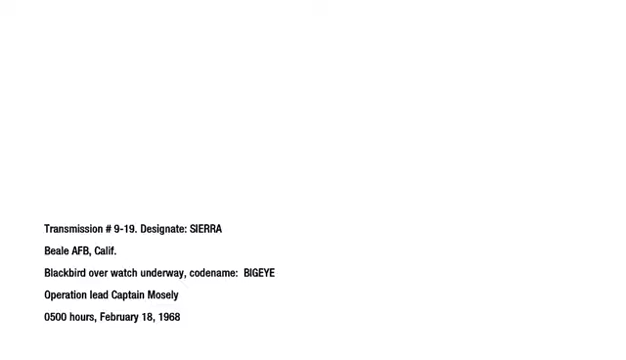 Transmission # 9-19. Designate: SIERRA
Beale AFB, Calif.
Blackbird over watch underway, codename:  BIGEYE
Operation lead Captain Mosely
0500 hours, February 18, 1968